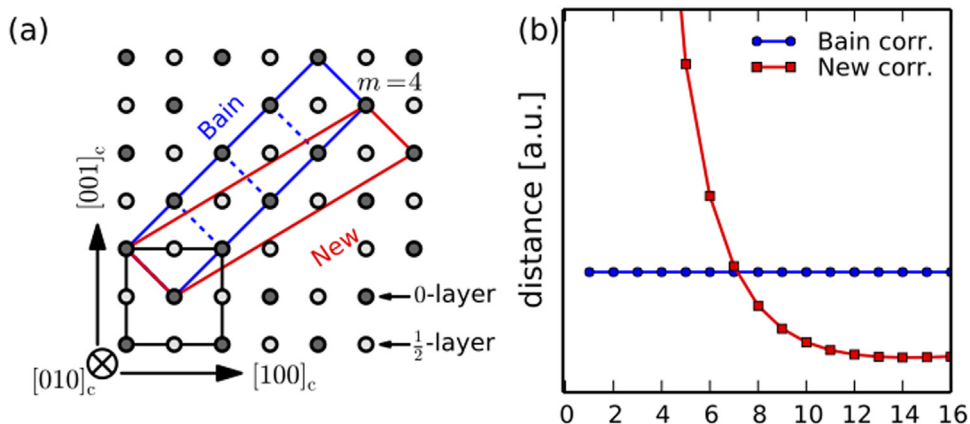 (a)
m=4
Bain
[001]c
New
0-layer
1/2-layer
[010]c
[100]c
(b)
Bain corr.
New corr.
distance [a.u.]
0 2 4 6 8 10 12 14 16